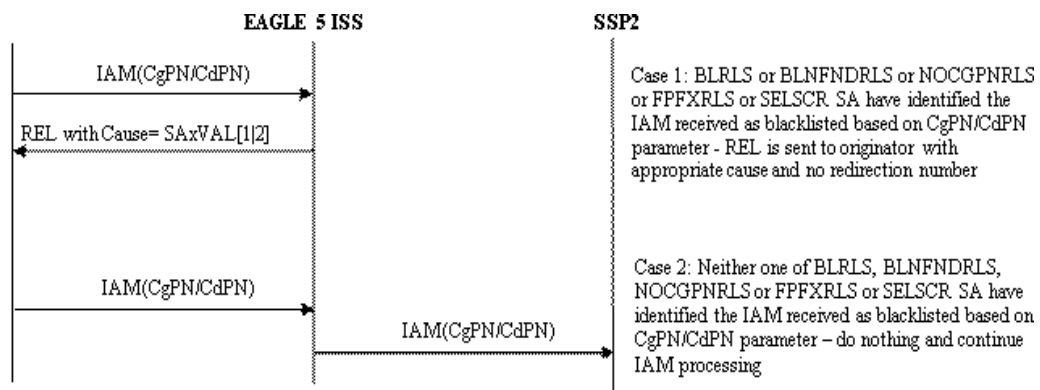 EAGLE 5 ISS
SSP2
IAM(CgPN/CdPN)
REL with Cause= SAxVAL[1|2]
Case 1: BLRLS or BLNFNDRLS or NOCGPNRLS
or FPFXRLS or SELSCR SA have identified the
IAM received as blacklisted based on CgPN/CdPN
parameter - REL is sent to originator with
appropriate cause and no redirection number
IAM(CgPN/CdPN)
IAM(CgPN/CdPN)
Case 2: Neither one of BLRLS, BLNFNDRLS,
NOCGPNRLS or FPFXRLS or SELSCR SA have
identified the IAM received as blacklisted based on
CgPN/CdPN parameter – do nothing and continue
IAM processing